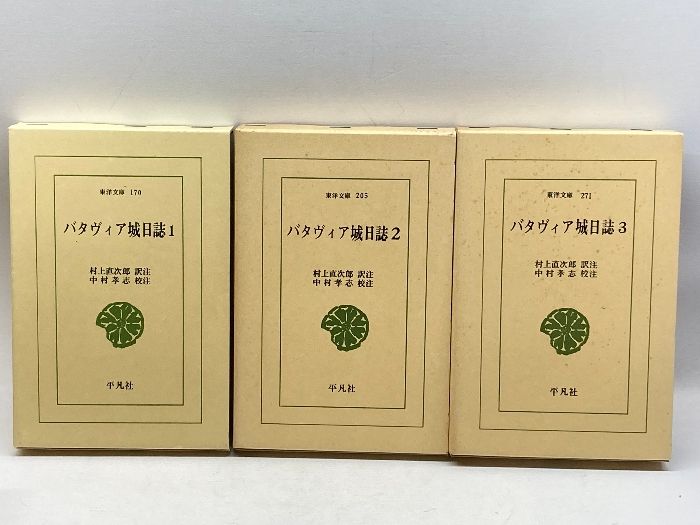 東洋文庫 170
バタヴィア城日誌 1
村上直次郎 訳注
中村孝志 校注
平凡社
東洋文庫 205
バタヴィア城日誌 2
村上直次郎 訳注
中村孝志 校注
平凡社
東洋文庫 271
バタヴィア城日誌 3
村上直次郎 訳注
中村孝志 校注
平凡社